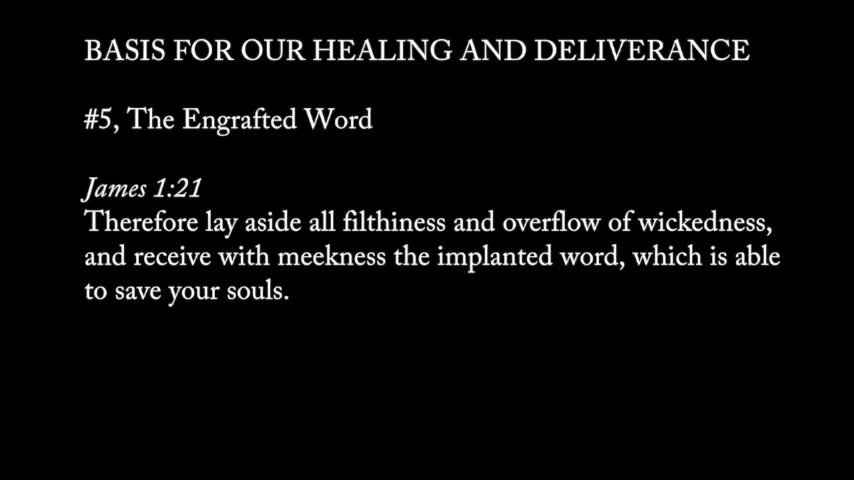 BASIS FOR OUR HEALING AND DELIVERANCE
#5, The Engrafted Word
James 1:21
Therefore lay aside all filthiness and overflow of wickedness,
and receive with meekness the implanted word, which is able
to save your souls.